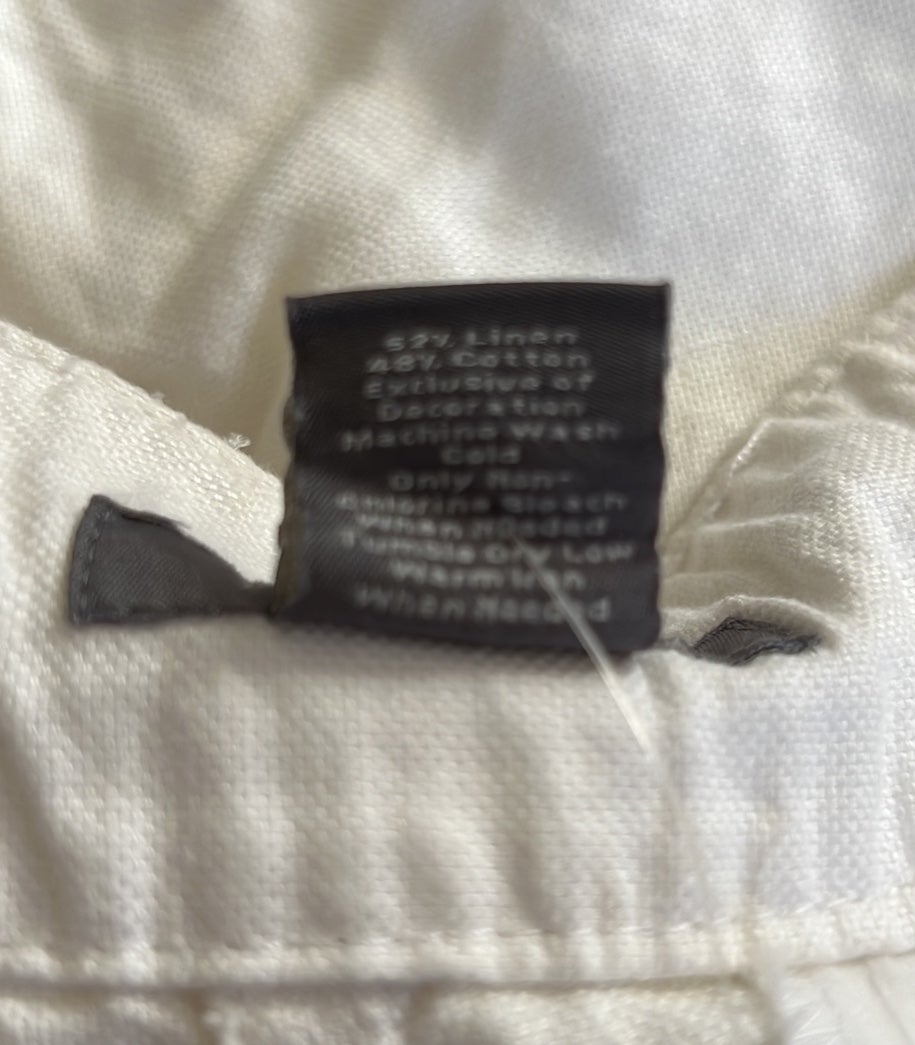 52% Linen
48% Cotton
Exclusive of
Decoration
Machine Wash
Cold
Only Non-
Chlorine Bleach
When Needed
Tumble Dry Low
Warm Iron
When Needed